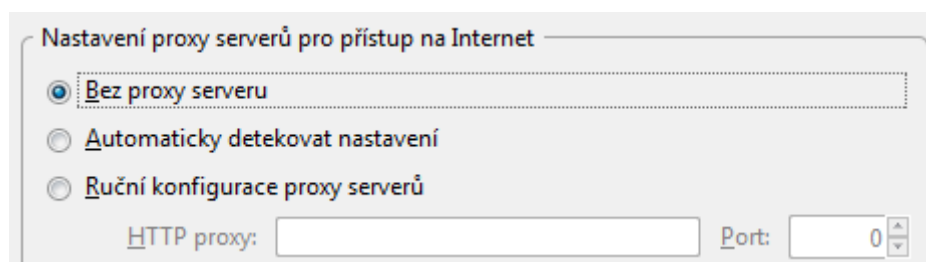 Nastavení proxy serverů pro přístup na Internet
Bez proxy serveru
Automaticky detekovat nastavení
Ruční konfigurace proxy serverů
HTTP proxy: Port: 0